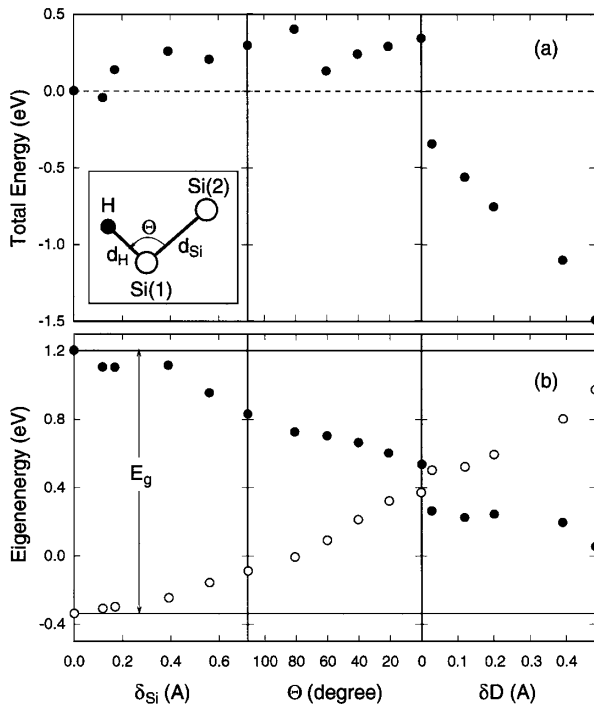 0.5
(a)
0.0
Total Energy (eV)
-0.5
-1.0
-1.5
H
Θ
Si(2)
d_H
d_Si
Si(1)
1.2
(b)
0.8
Eigenenergy (eV)
E_g
0.4
0.0
-0.4
0.0 0.2 0.4 0.6 100 80 60 40 20 0 0.1 0.2 0.3 0.4
δ_Si (A) Θ (degree) δD (A)